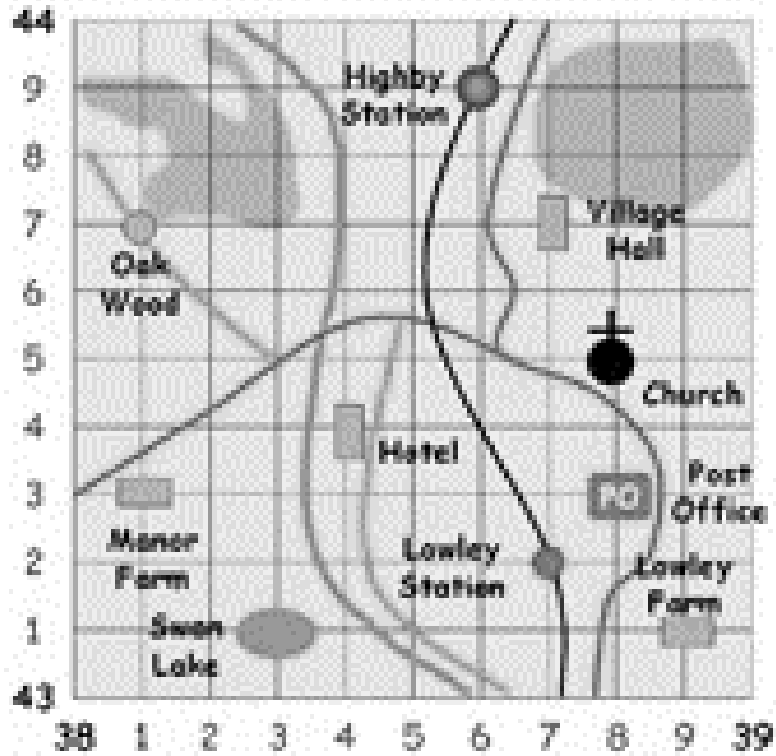 44
Highby
Station
9
8
7
Village
Hall
Oak
Wood
6
5
Church
4
Hotel
Post
Office
PO
3
Manor
Farm
Lowley
Station
2
Lowley
Farm
Swan
Lake
1
43
38 1 2 3 4 5 6 7 8 9 39